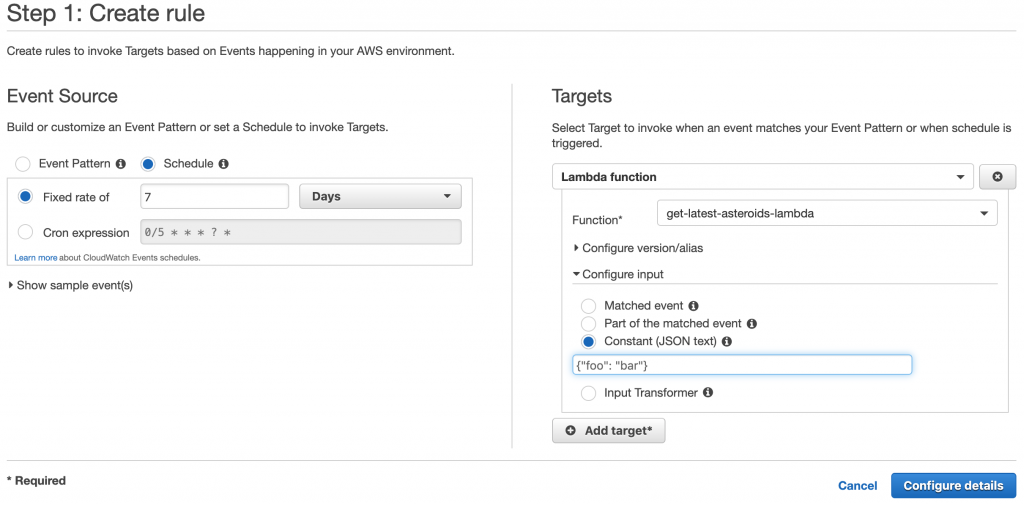 Step 1: Create rule
Create rules to invoke Targets based on Events happening in your AWS environment.
Event Source
Build or customize an Event Pattern or set a Schedule to invoke Targets.
Event Pattern
Schedule
Fixed rate of
7
Days
Cron expression
0/5 * * * ? *
Learn more about CloudWatch Events schedules.
Show sample event(s)
Targets
Select Target to invoke when an event matches your Event Pattern or when schedule is
triggered.
Lambda function
Function*
get-latest-asteroids-lambda
Configure version/alias
Configure input
Matched event
Part of the matched event
Constant (JSON text)
{"foo": "bar"}
Input Transformer
Add target*
* Required
Cancel
Configure details